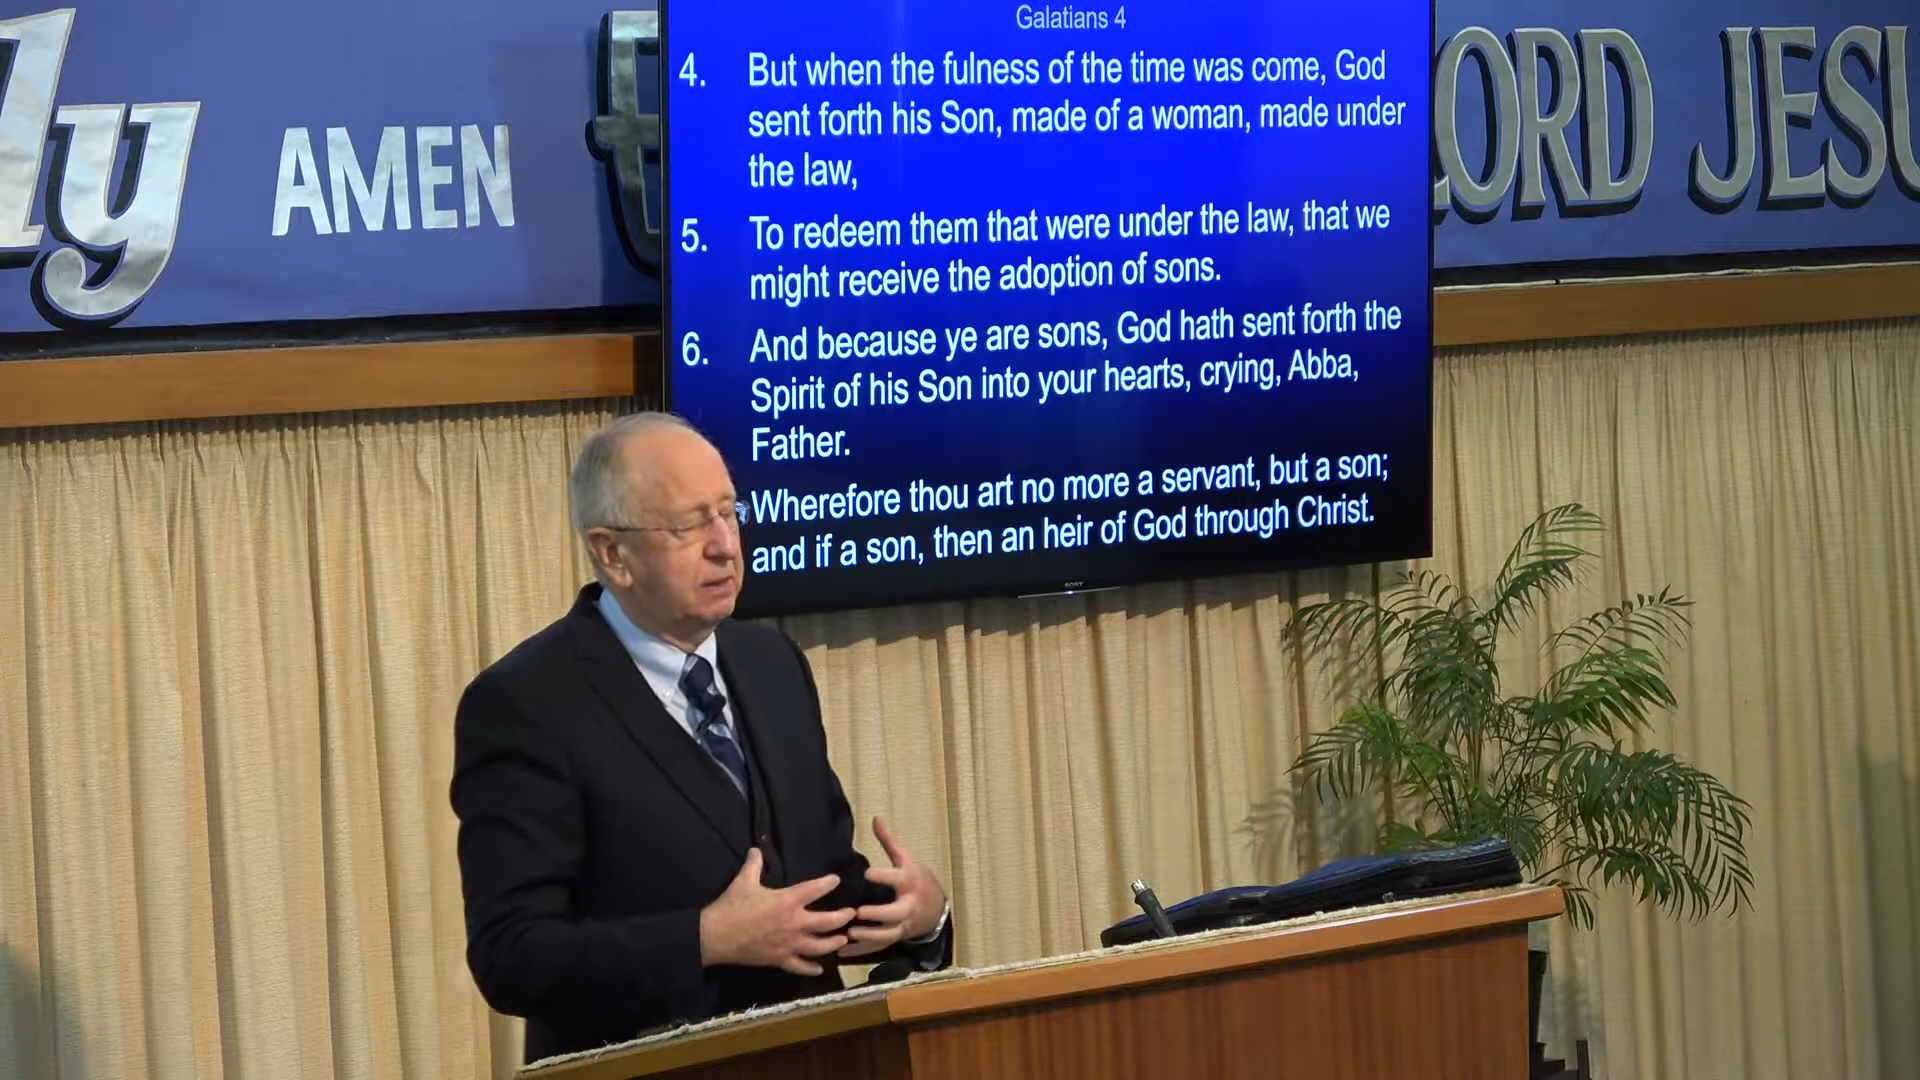 Galatians 4
4. But when the fulness of the time was come, God
sent forth his Son, made of a woman, made under
the law,
5. To redeem them that were under the law, that we
might receive the adoption of sons.
6. And because ye are sons, God hath sent forth the
Spirit of his Son into your hearts, crying, Abba,
Father.
Wherefore thou art no more a servant, but a son;
and if a son, then an heir of God through Christ.
SONY
ly AMEN
LORD JESU